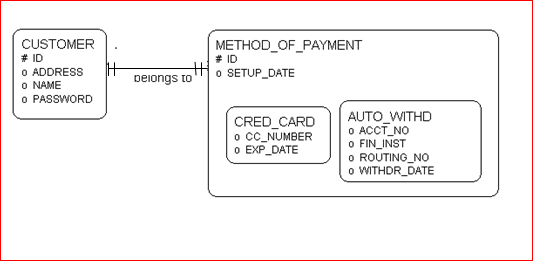 CUSTOMER
# ID
o ADDRESS
o NAME
o PASSWORD
belongs to
METHOD_OF_PAYMENT
# ID
o SETUP_DATE
CRED_CARD
o CC_NUMBER
o EXP_DATE
AUTO_WITHD
o ACCT_NO
o FIN_INST
o ROUTING_NO
o WITHDR_DATE